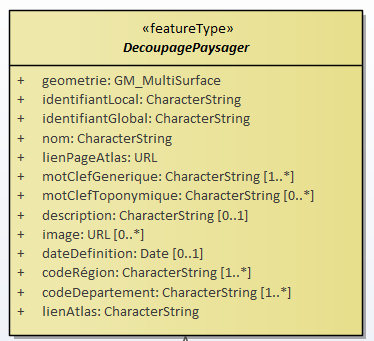 «featureType»
DecoupagePaysager
+ geometrie: GM_MultiSurface
+ identifiantLocal: CharacterString
+ identifiantGlobal: CharacterString
+ nom: CharacterString
+ lienPageAtlas: URL
+ motClefGenerique: CharacterString [1..*]
+ motClefToponymique: CharacterString [0..*]
+ description: CharacterString [0..1]
+ image: URL [0..*]
+ dateDefinition: Date [0..1]
+ codeRégion: CharacterString [1..*]
+ codeDepartement: CharacterString [1..*]
+ lienAtlas: CharacterString